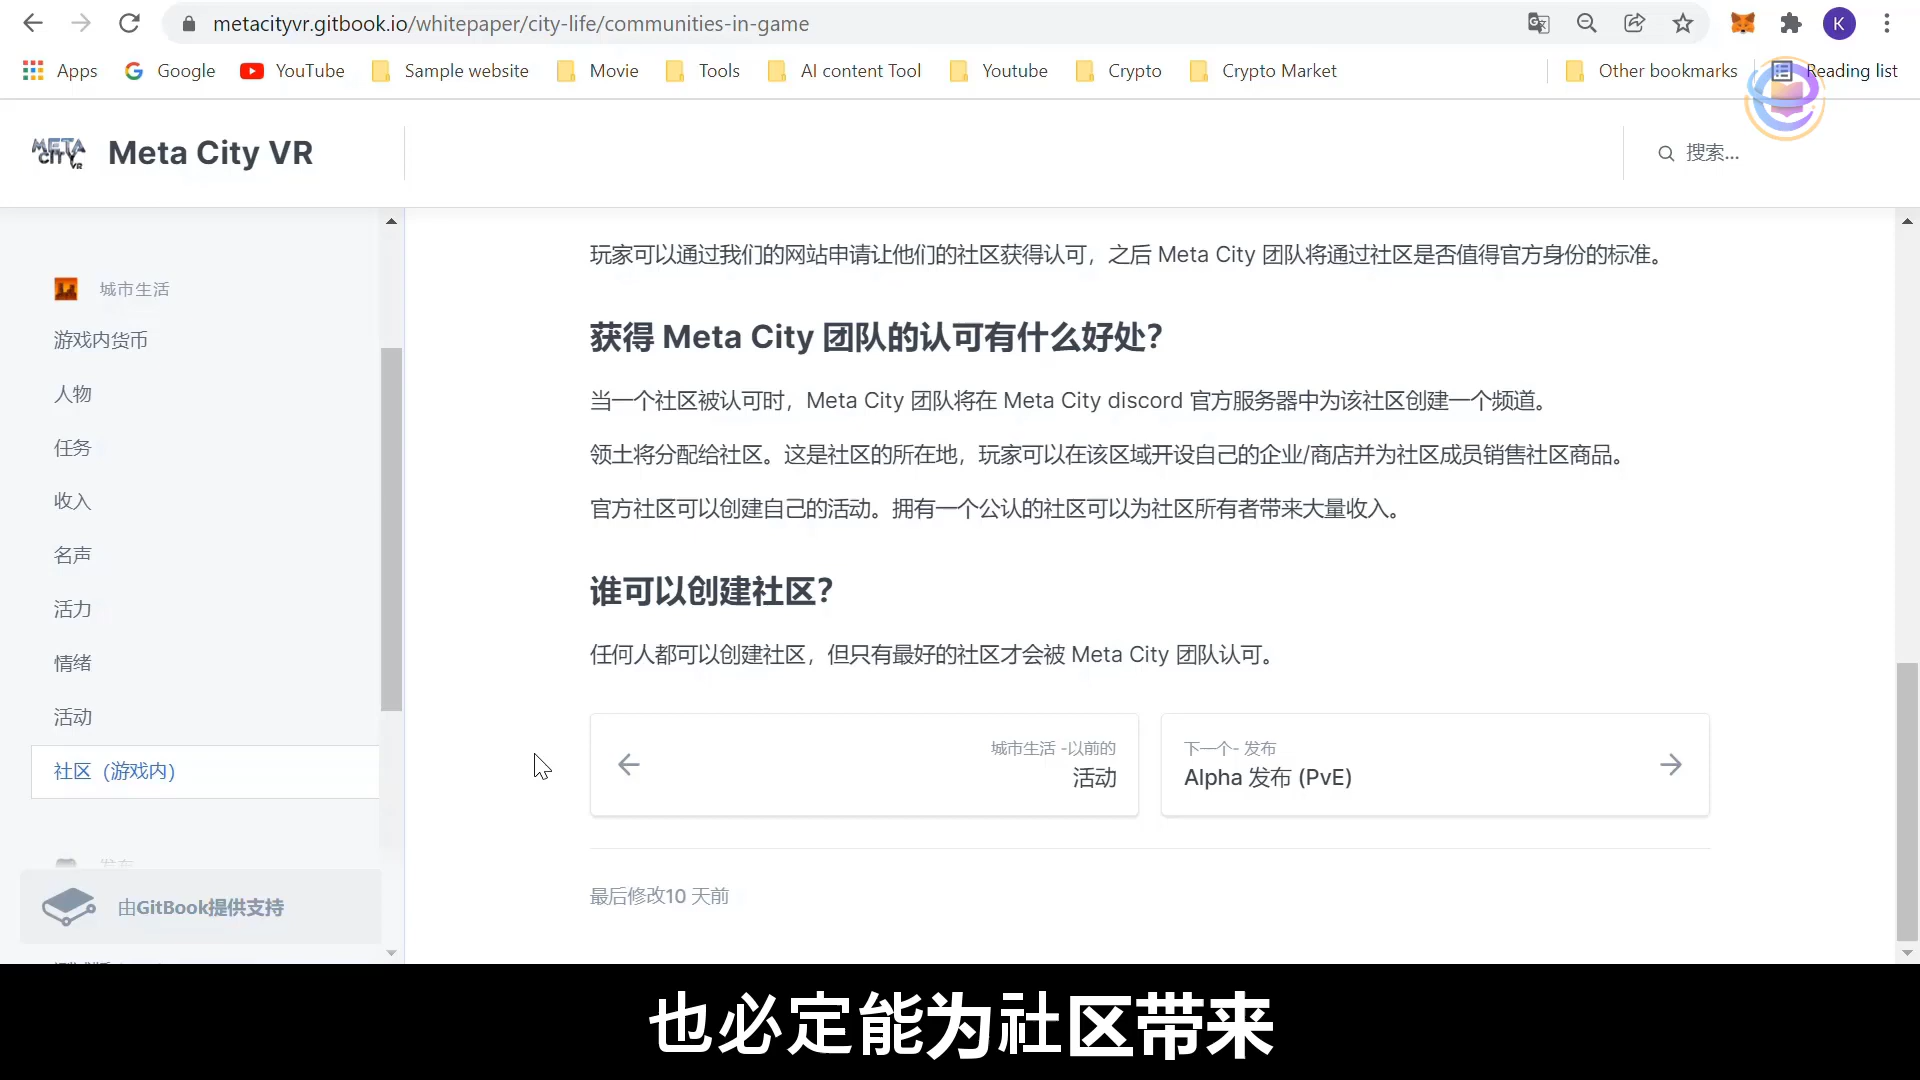 metacityvr.gitbook.io/whitepaper/city-life/communities-in-game
K
Apps Google YouTube Sample website Movie Tools AI content Tool Youtube Crypto Crypto Market Other bookmarks Reading list
META CITY VR
Meta City VR
搜索...
城市生活
游戏内货币
人物
任务
收入
名声
活力
情绪
活动
社区（游戏内）
发布
由GitBook提供支持
玩家可以通过我们的网站申请让他们的社区获得认可，之后 Meta City 团队将通过社区是否值得官方身份的标准。
获得 Meta City 团队的认可有什么好处？
当一个社区被认可时，Meta City 团队将在 Meta City discord 官方服务器中为该社区创建一个频道。
领土将分配给社区。这是社区的所在地，玩家可以在该区域开设自己的企业/商店并为社区成员销售社区商品。
官方社区可以创建自己的活动。拥有一个公认的社区可以为社区所有者带来大量收入。
谁可以创建社区？
任何人都可以创建社区，但只有最好的社区才会被 Meta City 团队认可。
城市生活 -以前的
活动
下一个- 发布
Alpha 发布 (PvE)
最后修改10 天前
也必定能为社区带来